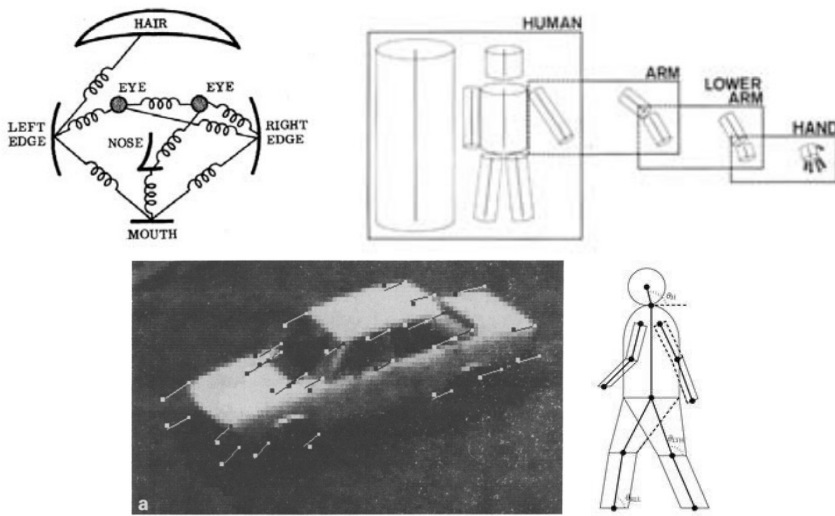 HAIR
EYE
EYE
LEFT
EDGE
NOSE
RIGHT
EDGE
MOUTH
HUMAN
ARM
LOWER
ARM
HAND
a